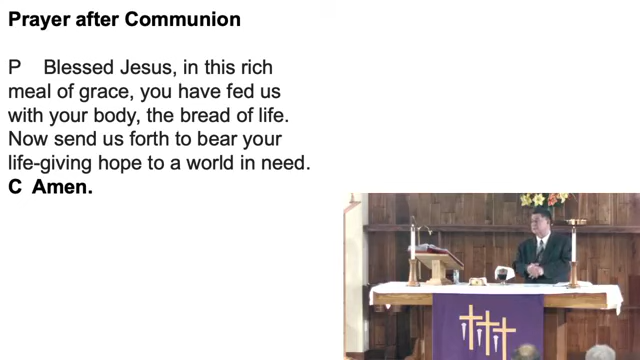 Prayer after Communion
P Blessed Jesus, in this rich
meal of grace, you have fed us
with your body, the bread of life.
Now send us forth to bear your
life-giving hope to a world in need.
C Amen.